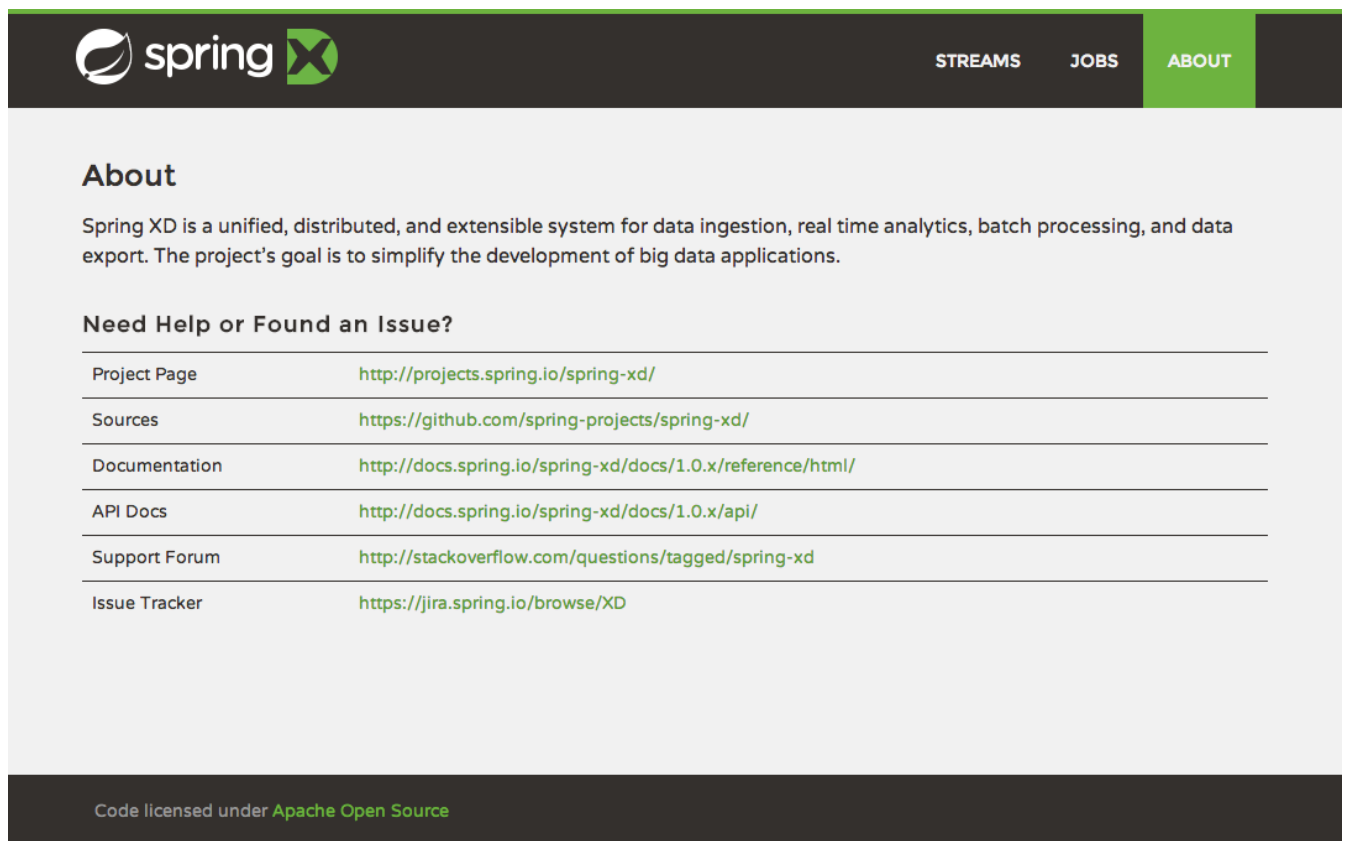 spring XD
STREAMS JOBS ABOUT
About
Spring XD is a unified, distributed, and extensible system for data ingestion, real time analytics, batch processing, and data
export. The project's goal is to simplify the development of big data applications.
Need Help or Found an Issue?
Project Page http://projects.spring.io/spring-xd/
Sources https://github.com/spring-projects/spring-xd/
Documentation http://docs.spring.io/spring-xd/docs/1.0.x/reference/html/
API Docs http://docs.spring.io/spring-xd/docs/1.0.x/api/
Support Forum http://stackoverflow.com/questions/tagged/spring-xd
Issue Tracker https://jira.spring.io/browse/XD
Code licensed under Apache Open Source